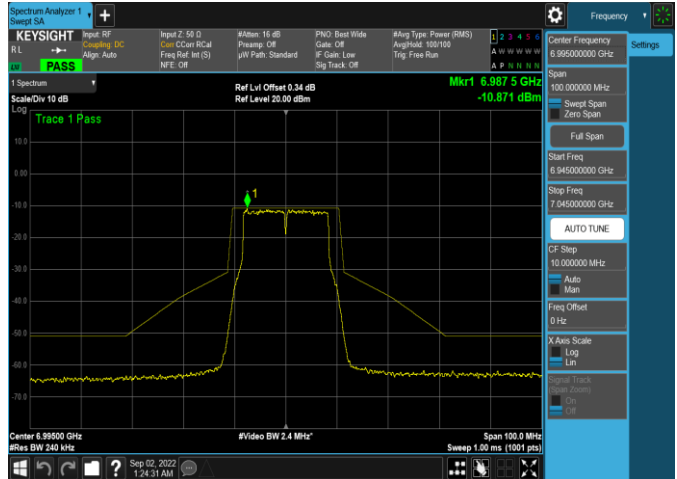 Spectrum Analyzer 1
Swept SA
+
Frequency
KEYSIGHT
Input: RF
Coupling: DC
Align: Auto
Input Z: 50 Ω
Corr CCorr RCal
Freq Ref: Int (S)
NFE: Off
#Atten: 16 dB
Preamp: Off
µW Path: Standard
PNO: Best Wide
Gate: Off
IF Gain: Low
Sig Track: Off
#Avg Type: Power (RMS)
Avg|Hold: 100/100
Trig: Free Run
1 2 3 4 5 6
A W W W W W
A P N N N N
RL
PASS
1 Spectrum
Scale/Div 10 dB
Ref Lvl Offset 0.34 dB
Ref Level 20.00 dBm
Mkr1 6.987 5 GHz
-10.871 dBm
Log
Trace 1 Pass
10.0
0.00
1
-10.0
-20.0
-30.0
-40.0
-50.0
-60.0
-70.0
Center 6.99500 GHz
#Res BW 240 kHz
#Video BW 2.4 MHz*
Span 100.0 MHz
Sweep 1.00 ms (1001 pts)
Sep 02, 2022
1:24:31 AM
?
Center Frequency
6.995000000 GHz
Settings
Span
100.000000 MHz
Swept Span
Zero Span
Full Span
Start Freq
6.945000000 GHz
Stop Freq
7.045000000 GHz
AUTO TUNE
CF Step
10.000000 MHz
Auto
Man
Freq Offset
0 Hz
X Axis Scale
Log
Lin
Signal Track
(Span Zoom)
On
Off